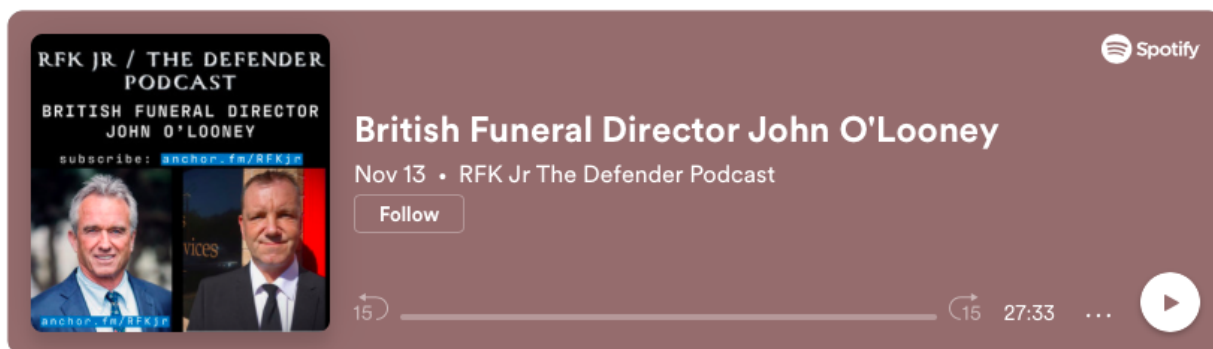 RFK JR / THE DEFENDER
PODCAST
BRITISH FUNERAL DIRECTOR
JOHN O'LOONEY
subscribe: anchor.fm/RFKjr
vices
anchor.fm/RFKjr
Spotify
British Funeral Director John O'Looney
Nov 13 • RFK Jr The Defender Podcast
Follow
15
15
27:33
...